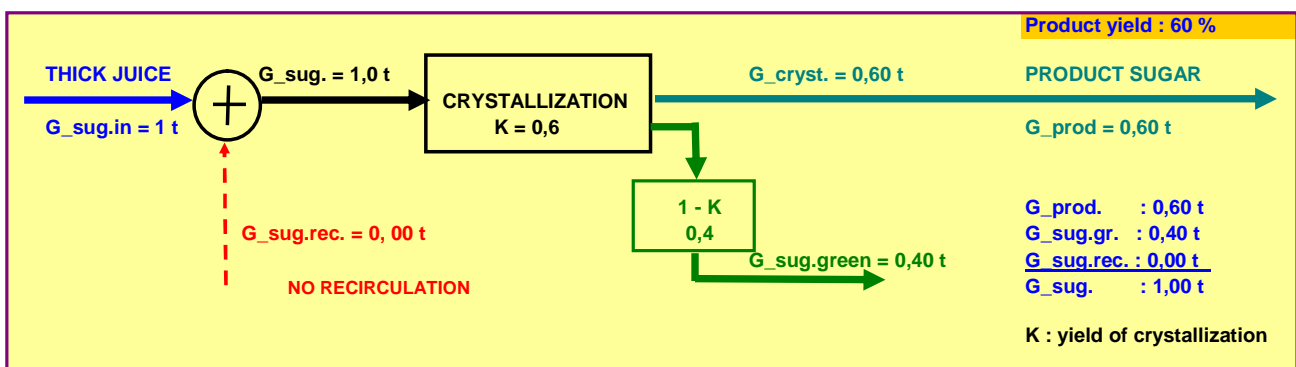 Product yield : 60 %
THICK JUICE
G_sug. = 1,0 t
G_cryst. = 0,60 t
PRODUCT SUGAR
CRYSTALLIZATION
K = 0,6
G_sug.in = 1 t
G_prod = 0,60 t
1 - K
0,4
G_sug.rec. = 0, 00 t
NO RECIRCULATION
G_sug.green = 0,40 t
G_prod. : 0,60 t
G_sug.gr. : 0,40 t
G_sug.rec. : 0,00 t
G_sug. : 1,00 t
K : yield of crystallization